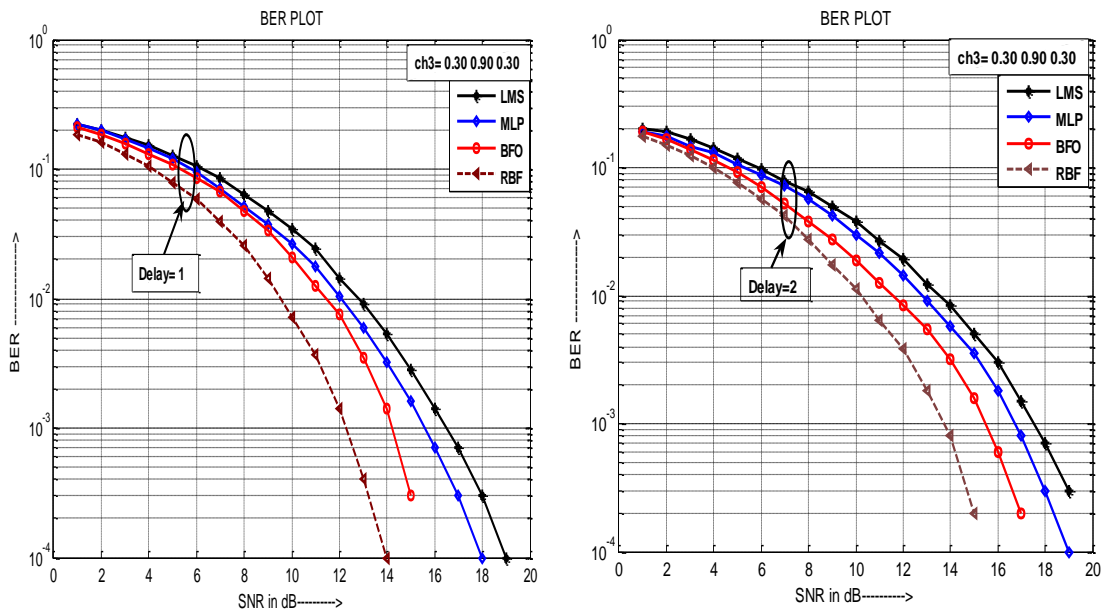 BER PLOT
ch3= 0.30 0.90 0.30
LMS
MLP
BFO
RBF
Delay= 1
10^0
10^-1
10^-2
10^-3
10^-4
BER ---------------->
0 2 4 6 8 10 12 14 16 18 20
SNR in dB---------->
BER PLOT
ch3= 0.30 0.90 0.30
LMS
MLP
BFO
RBF
Delay=2
10^0
10^-1
10^-2
10^-3
10^-4
BER ---------------->
0 2 4 6 8 10 12 14 16 18 20
SNR in dB---------->